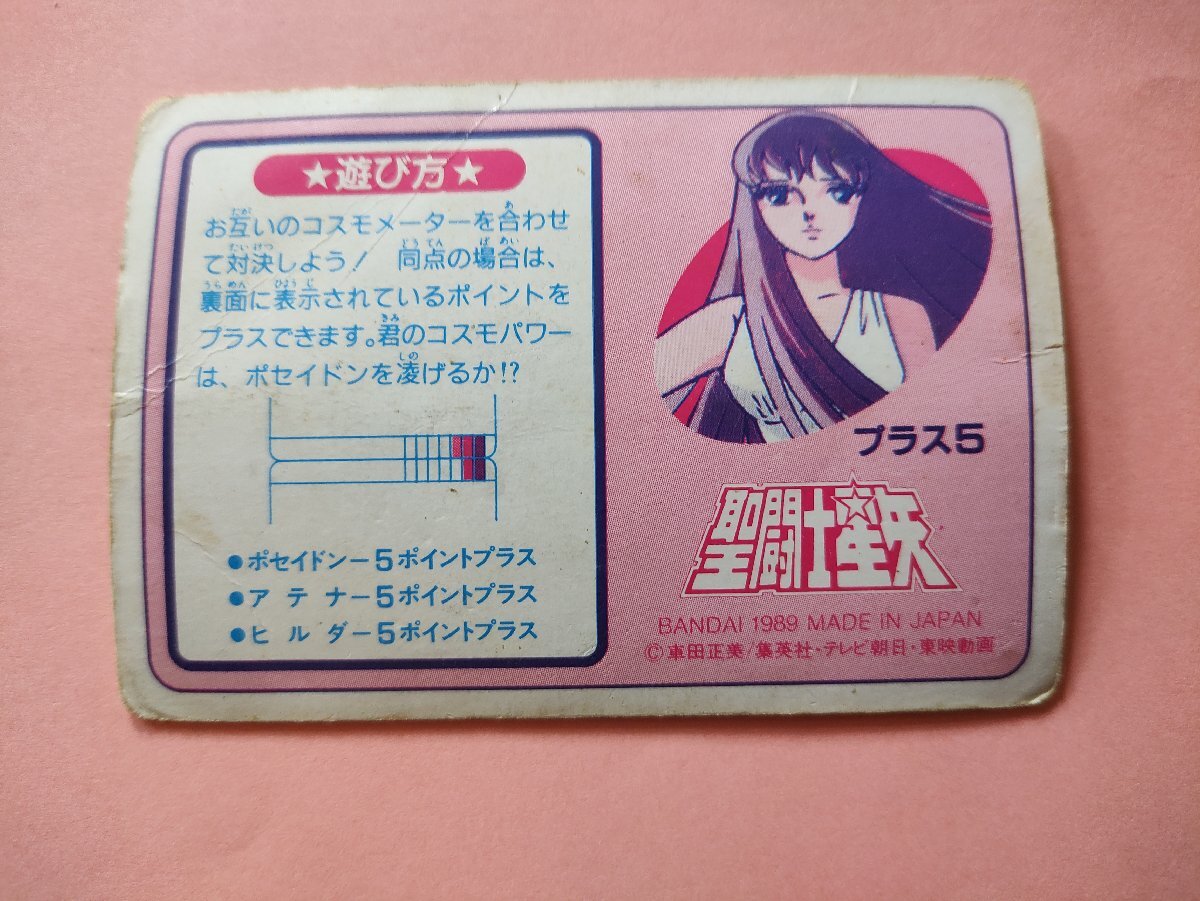 ★遊び方★
お互いのコスモメーターを合わせ
て対決しよう! 同点の場合は、
裏面に表示されているポイントを
プラスできます。君のコスモパワー
は、ポセイドンを凌げるか!?
●ポセイドンー5ポイントプラス
●アテナー5ポイントプラス
●ヒルダー5ポイントプラス
プラス5
聖闘士星矢
BANDAI 1989 MADE IN JAPAN
©車田正美/集英社・テレビ朝日・東映動画